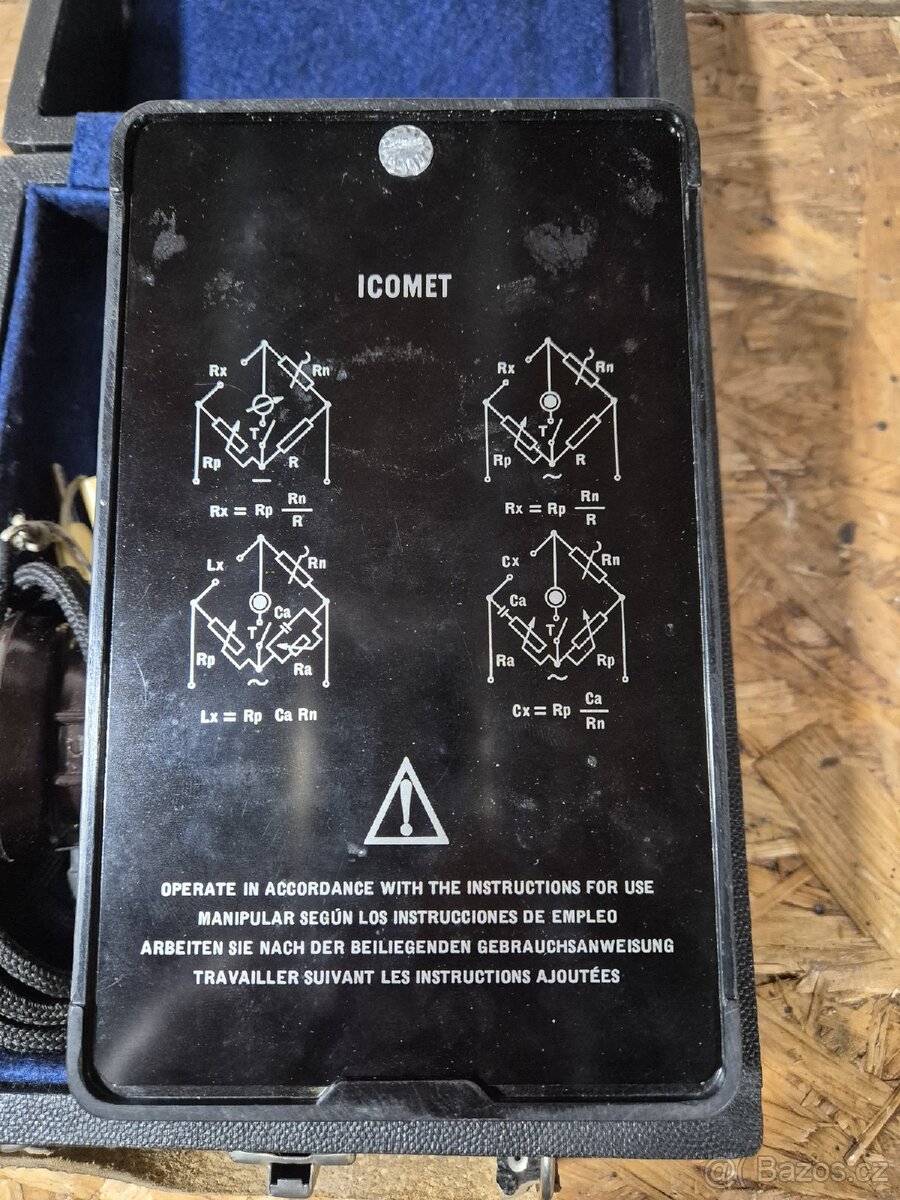 ICOMET
Rx Rn
T
Rp R
–
Rx = Rp Rn/R
Rx Rn
T
Rp R
~
Rx = Rp Rn/R
Lx Rn
Ca
T
Rp Ra
~
Lx = Rp Ca Rn
Cx Rn
Ca
T
Ra Rp
~
Cx = Rp Ca/Rn
!
OPERATE IN ACCORDANCE WITH THE INSTRUCTIONS FOR USE
MANIPULAR SEGÚN LOS INSTRUCCIONES DE EMPLEO
ARBEITEN SIE NACH DER BEILIEGENDEN GEBRAUCHSANWEISUNG
TRAVAILLER SUIVANT LES INSTRUCTIONS AJOUTÉES
Bazos.cz